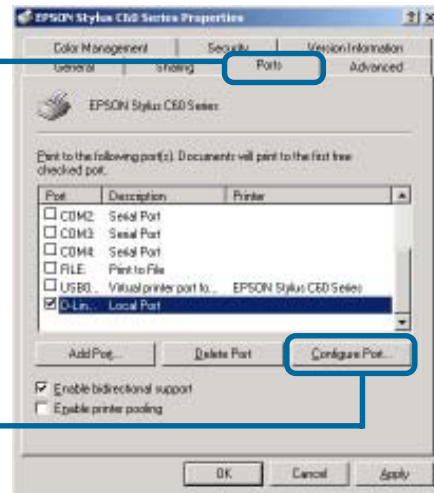 EPSON Stylus C60 Series Properties
Color Management Security Version Information
General Sharing Ports Advanced
EPSON Stylus C60 Series
Print to the following port(s). Documents will print to the first free
checked port.
Port Description Printer
COM2: Serial Port
COM3: Serial Port
COM4: Serial Port
FILE: Print to File
USB0... Virtual printer port fo... EPSON Stylus C60 Series
D-Lin... Local Port
Add Port... Delete Port Configure Port...
Enable bidirectional support
Enable printer pooling
OK Cancel Apply